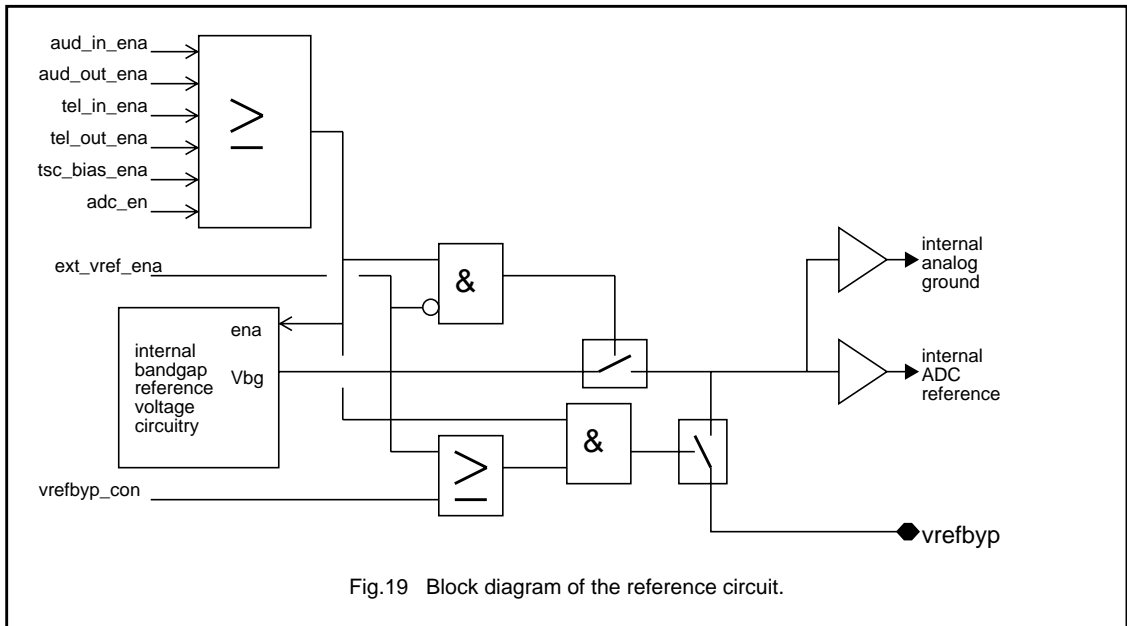 aud_in_ena
aud_out_ena
tel_in_ena
tel_out_ena
tsc_bias_ena
adc_en
≥
ext_vref_ena
&
internal
analog
ground
ena
internal
bandgap
reference
voltage
circuitry
Vbg
internal
ADC
reference
&
≥
vrefbyp_con
vrefbyp
Fig.19 Block diagram of the reference circuit.